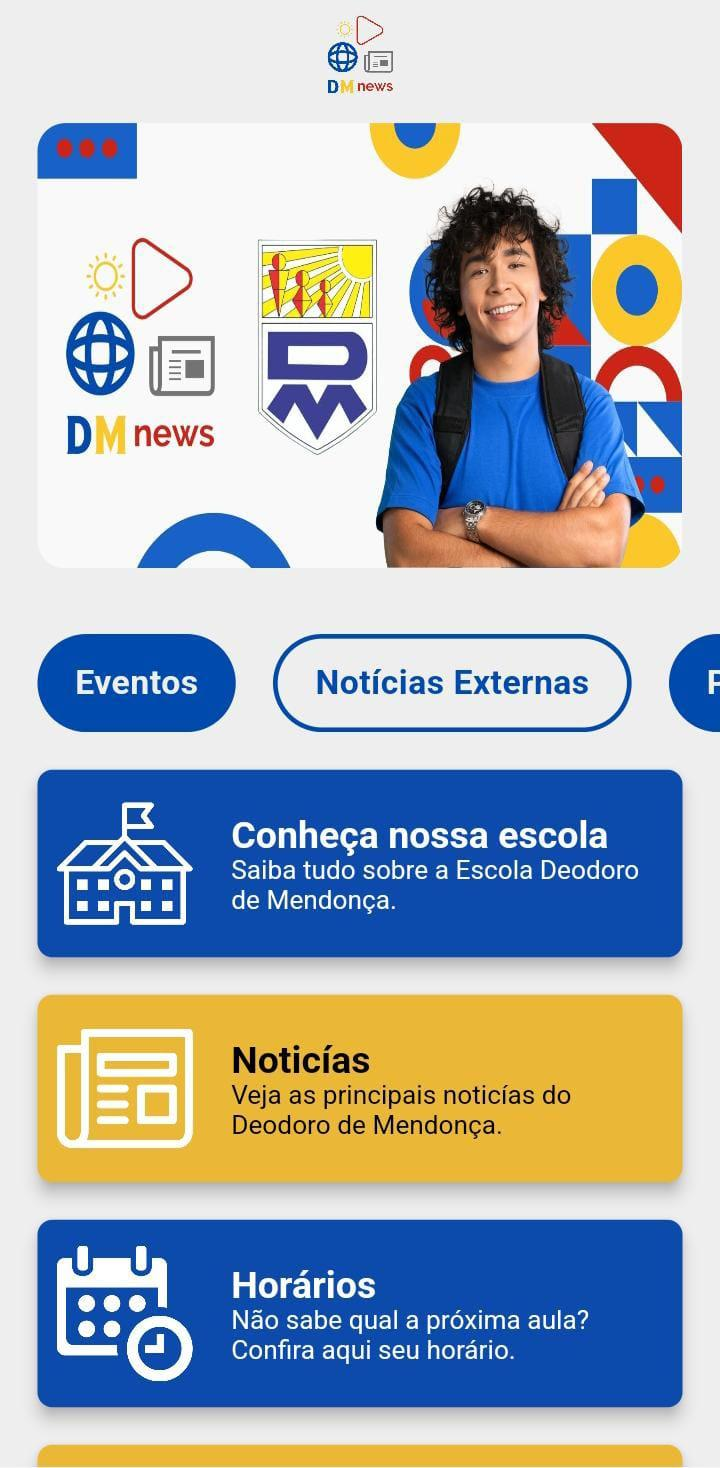 DM news
DM news
DM
Eventos
Notícias Externas
P
Conheça nossa escola
Saiba tudo sobre a Escola Deodoro
de Mendonça.
Noticías
Veja as principais noticías do
Deodoro de Mendonça.
Horários
Não sabe qual a próxima aula?
Confira aqui seu horário.